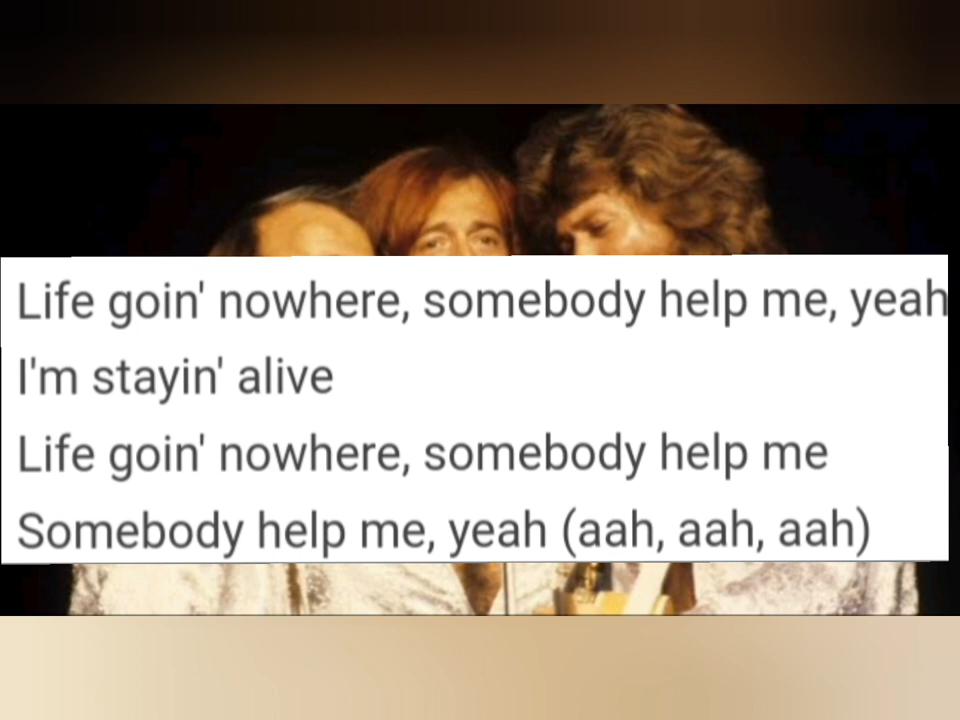 Life goin' nowhere, somebody help me, yeah
I'm stayin' alive
Life goin' nowhere, somebody help me
Somebody help me, yeah (aah, aah, aah)